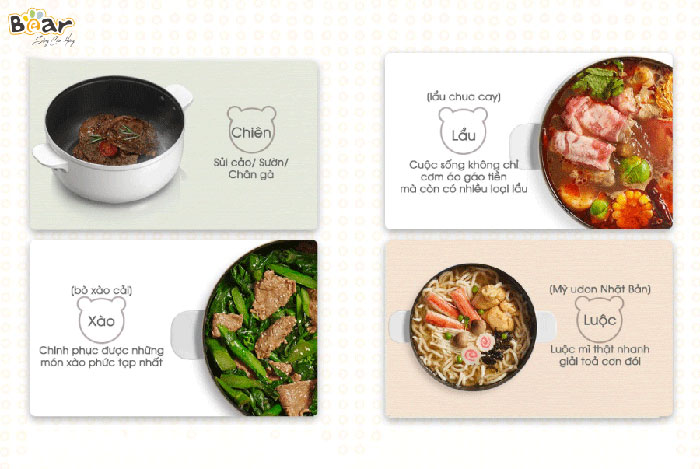 Bear
Chiên
Sủi cảo/ Sườn/
Chân gà
(lẩu chua cay)
Lẩu
Cuộc sống không chỉ
cơm áo gạo tiền
mà còn có nhiều loại lẩu
(bò xào cải)
Xào
Chinh phục được những
món xào phức tạp nhất
(Mỳ udon Nhật Bản)
Luộc
Luộc mì thật nhanh
giải toả cơn đói